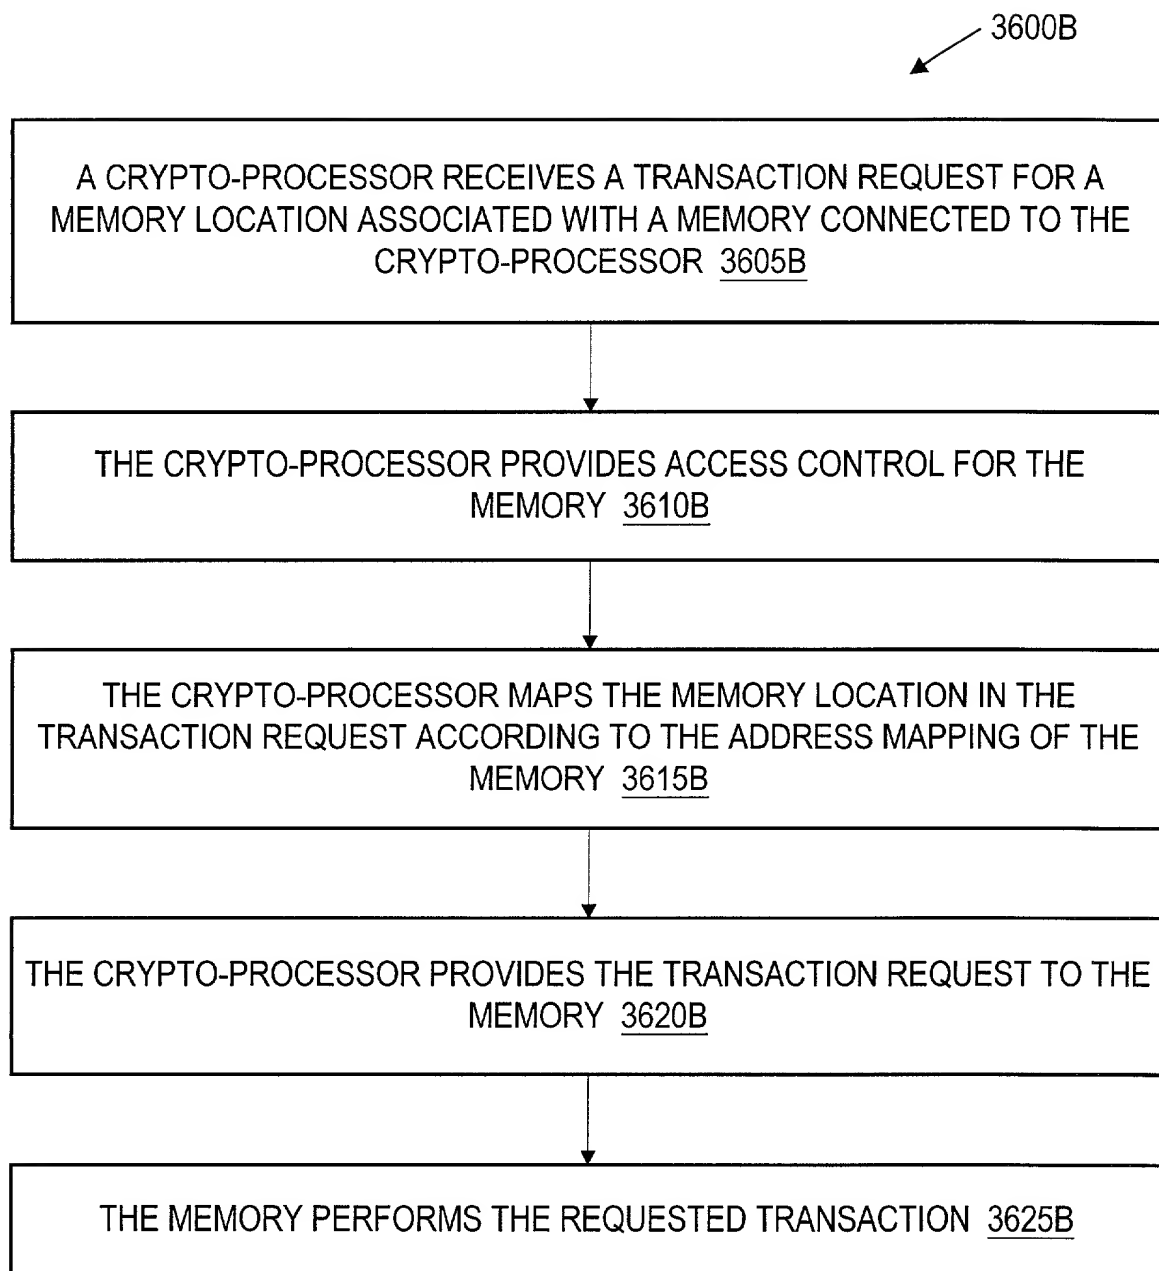 3600B
A CRYPTO-PROCESSOR RECEIVES A TRANSACTION REQUEST FOR A
MEMORY LOCATION ASSOCIATED WITH A MEMORY CONNECTED TO THE
CRYPTO-PROCESSOR 3605B
THE CRYPTO-PROCESSOR PROVIDES ACCESS CONTROL FOR THE
MEMORY 3610B
THE CRYPTO-PROCESSOR MAPS THE MEMORY LOCATION IN THE
TRANSACTION REQUEST ACCORDING TO THE ADDRESS MAPPING OF THE
MEMORY 3615B
THE CRYPTO-PROCESSOR PROVIDES THE TRANSACTION REQUEST TO THE
MEMORY 3620B
THE MEMORY PERFORMS THE REQUESTED TRANSACTION 3625B